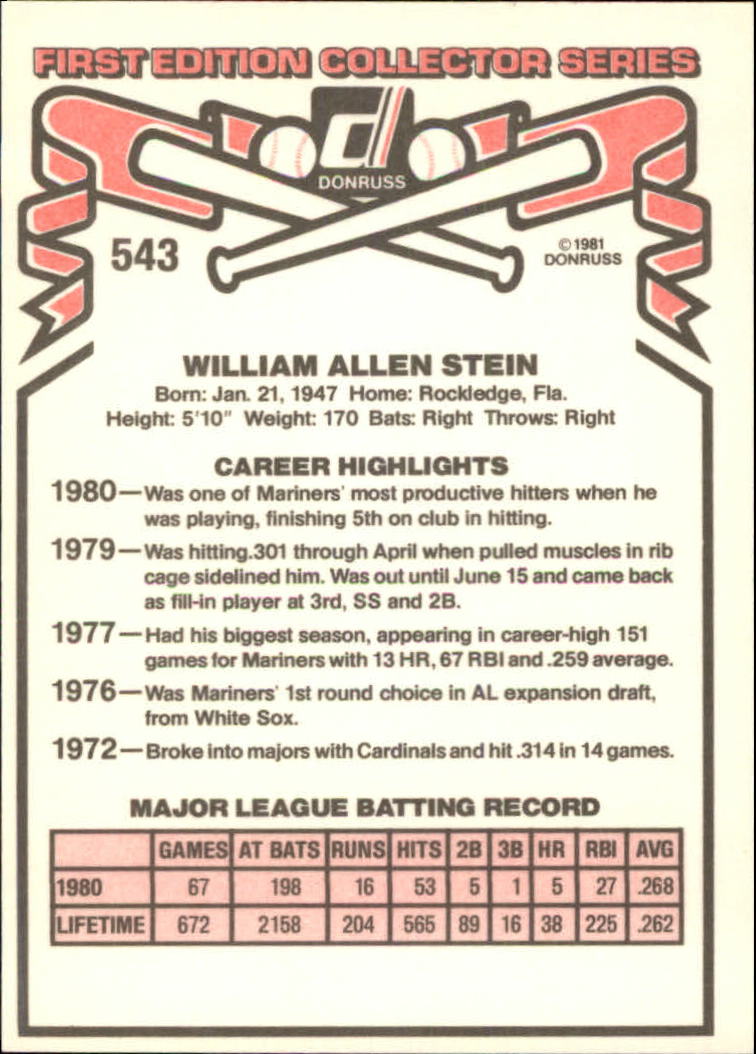 FIRST EDITION COLLECTOR SERIES
d
DONRUSS
543
©1981
DONRUSS
WILLIAM ALLEN STEIN
Born: Jan. 21, 1947 Home: Rockledge, Fla.
Height: 5'10" Weight: 170 Bats: Right Throws: Right
CAREER HIGHLIGHTS
1980—Was one of Mariners' most productive hitters when he
was playing, finishing 5th on club in hitting.
1979—Was hitting .301 through April when pulled muscles in rib
cage sidelined him. Was out until June 15 and came back
as fill-in player at 3rd, SS and 2B.
1977—Had his biggest season, appearing in career-high 151
games for Mariners with 13 HR, 67 RBI and .259 average.
1976—Was Mariners' 1st round choice in AL expansion draft,
from White Sox.
1972—Broke into majors with Cardinals and hit .314 in 14 games.
MAJOR LEAGUE BATTING RECORD
GAMES AT BATS RUNS HITS 2B 3B HR RBI AVG
1980 67 198 16 53 5 1 5 27 .268
LIFETIME 672 2158 204 565 89 16 38 225 .262